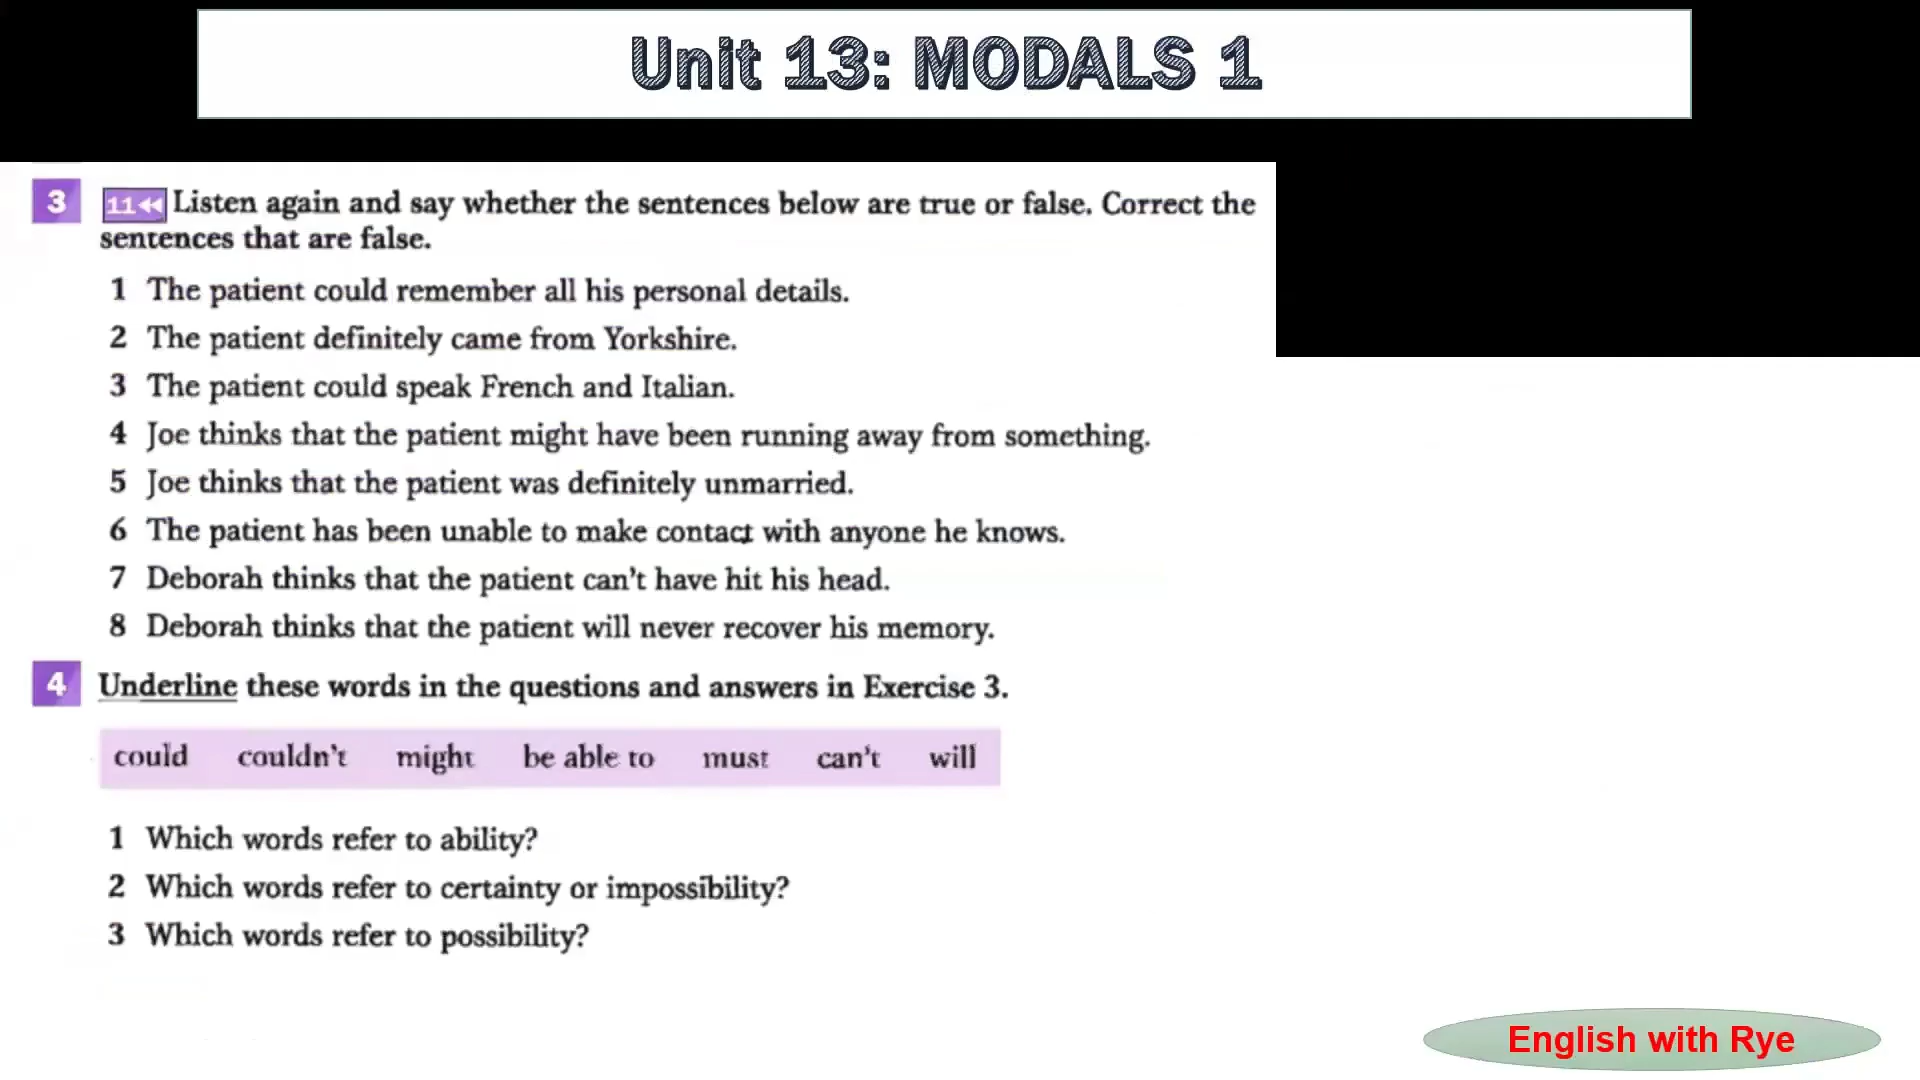 Unit 13: MODALS 1
3 11 Listen again and say whether the sentences below are true or false. Correct the
sentences that are false.
1 The patient could remember all his personal details.
2 The patient definitely came from Yorkshire.
3 The patient could speak French and Italian.
4 Joe thinks that the patient might have been running away from something.
5 Joe thinks that the patient was definitely unmarried.
6 The patient has been unable to make contact with anyone he knows.
7 Deborah thinks that the patient can't have hit his head.
8 Deborah thinks that the patient will never recover his memory.
4 Underline these words in the questions and answers in Exercise 3.
could couldn't might be able to must can't will
1 Which words refer to ability?
2 Which words refer to certainty or impossibility?
3 Which words refer to possibility?
English with Rye